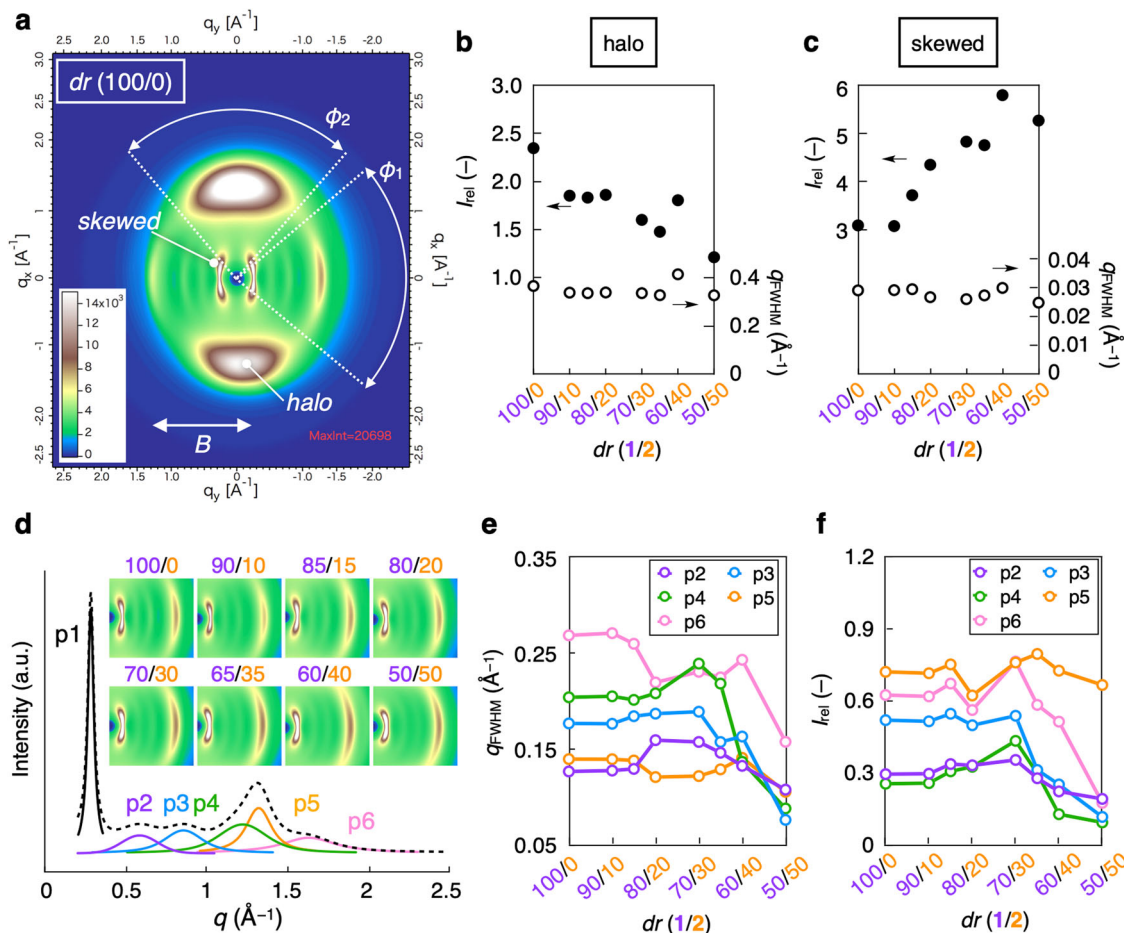 a
q_y [A⁻¹]
2.5 2.0 1.0 0 -1.0 -2.0
dr (100/0)
ϕ2
ϕ1
skewed
halo
B
MaxInt=20698
14x10³
12
10
8
6
4
2
0
q_x [A⁻¹]
3.0
2.0
1
0
-1
-2.0
-2.5
q_x [A⁻¹]
3.0
2.0
1
0
-1
-2.0
-2.5
2.5 2.0 1.0 0 -1.0 -2.0
q_y [A⁻¹]
b
halo
I_rel (–)
3.0
2.5
2.0
1.5
1.0
q_FWHM (Å⁻¹)
0.4
0.2
0
100/0 90/10 80/20 70/30 60/40 50/50
dr (1/2)
c
skewed
I_rel (–)
6
5
4
3
q_FWHM (Å⁻¹)
0.04
0.03
0.02
0.01
0
100/0 90/10 80/20 70/30 60/40 50/50
dr (1/2)
d
100/0 90/10 85/15 80/20
70/30 65/35 60/40 50/50
p1
p2 p3 p4 p5 p6
Intensity (a.u.)
0 0.5 1 1.5 2 2.5
q (Å⁻¹)
e
p2 p3
p4 p5
p6
q_FWHM (Å⁻¹)
0.35
0.25
0.15
0.05
100/0 90/10 80/20 70/30 60/40 50/50
dr (1/2)
f
p2 p3
p4 p5
p6
I_rel (–)
1.2
0.9
0.6
0.3
0
100/0 90/10 80/20 70/30 60/40 50/50
dr (1/2)